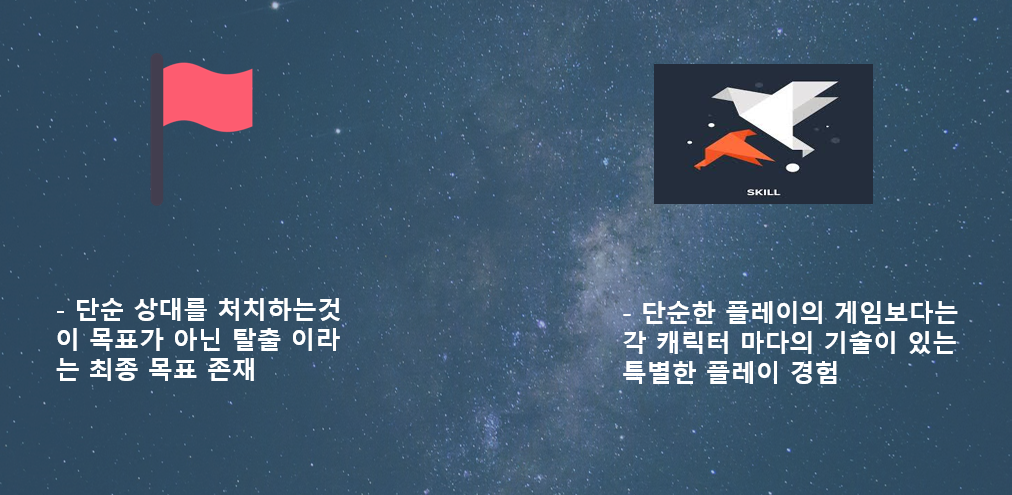 SKILL
- 단순 상대를 처치하는것
이 목표가 아닌 탈출 이라
는 최종 목표 존재
- 단순한 플레이의 게임보다는
각 캐릭터 마다의 기술이 있는
특별한 플레이 경험